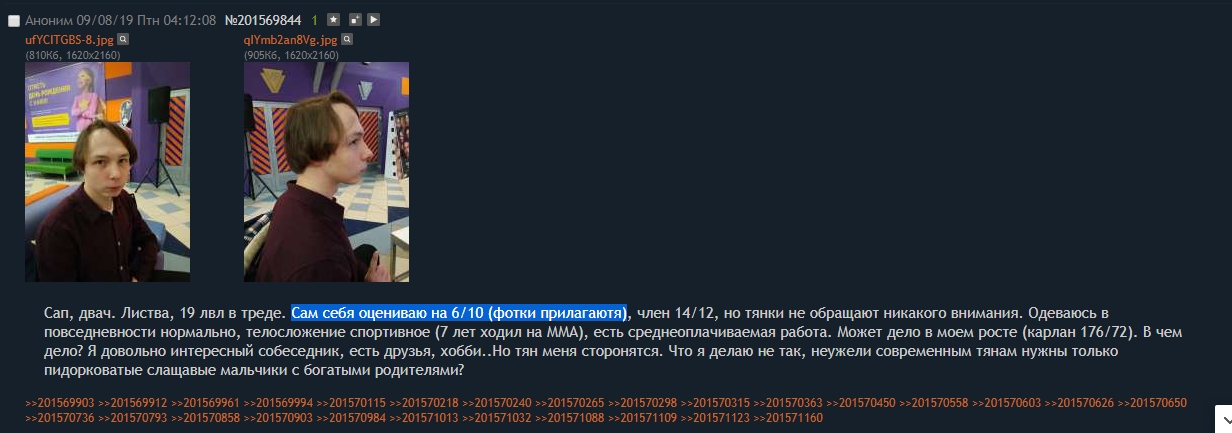 Аноним 09/08/19 Птн 04:12:08 №201569844 1
ufYCITGBS-8.jpg
qIYmb2an8Vg.jpg
(810Кб, 1620x2160)
(905Кб, 1620x2160)
ДЕНЬ РОЖДЕНИЯ
Сап, двач. Листва, 19 лвл в треде. Сам себя оцениваю на 6/10 (фотки прилагаютя), член 14/12, но тянки не обращают никакого внимания. Одеваюсь в
повседневности нормально, телосложение спортивное (7 лет ходил на ММА), есть среднеоплачиваемая работа. Может дело в моем росте (карлан 176/72). В чем
дело? Я довольно интересный собеседник, есть друзья, хобби..Но тян меня сторонятся. Что я делаю не так, неужели современным тянам нужны только
пидорковатые слащавые мальчики с богатыми родителями?
>>201569903 >>201569912 >>201569961 >>201569994 >>201570115 >>201570218 >>201570240 >>201570265 >>201570298 >>201570315 >>201570363 >>201570450 >>201570558 >>201570603 >>201570626 >>201570650
>>201570736 >>201570793 >>201570858 >>201570903 >>201570984 >>201571013 >>201571032 >>201571088 >>201571109 >>201571123 >>201571160